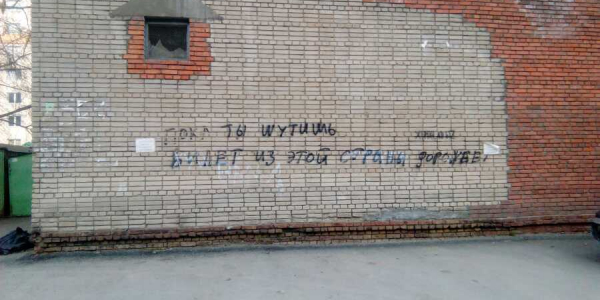 ПОКА ТЫ ШУТИШЬ
БИЛЕТ ИЗ ЭТОЙ СТРАНЫ ДОРОЖАЕТ